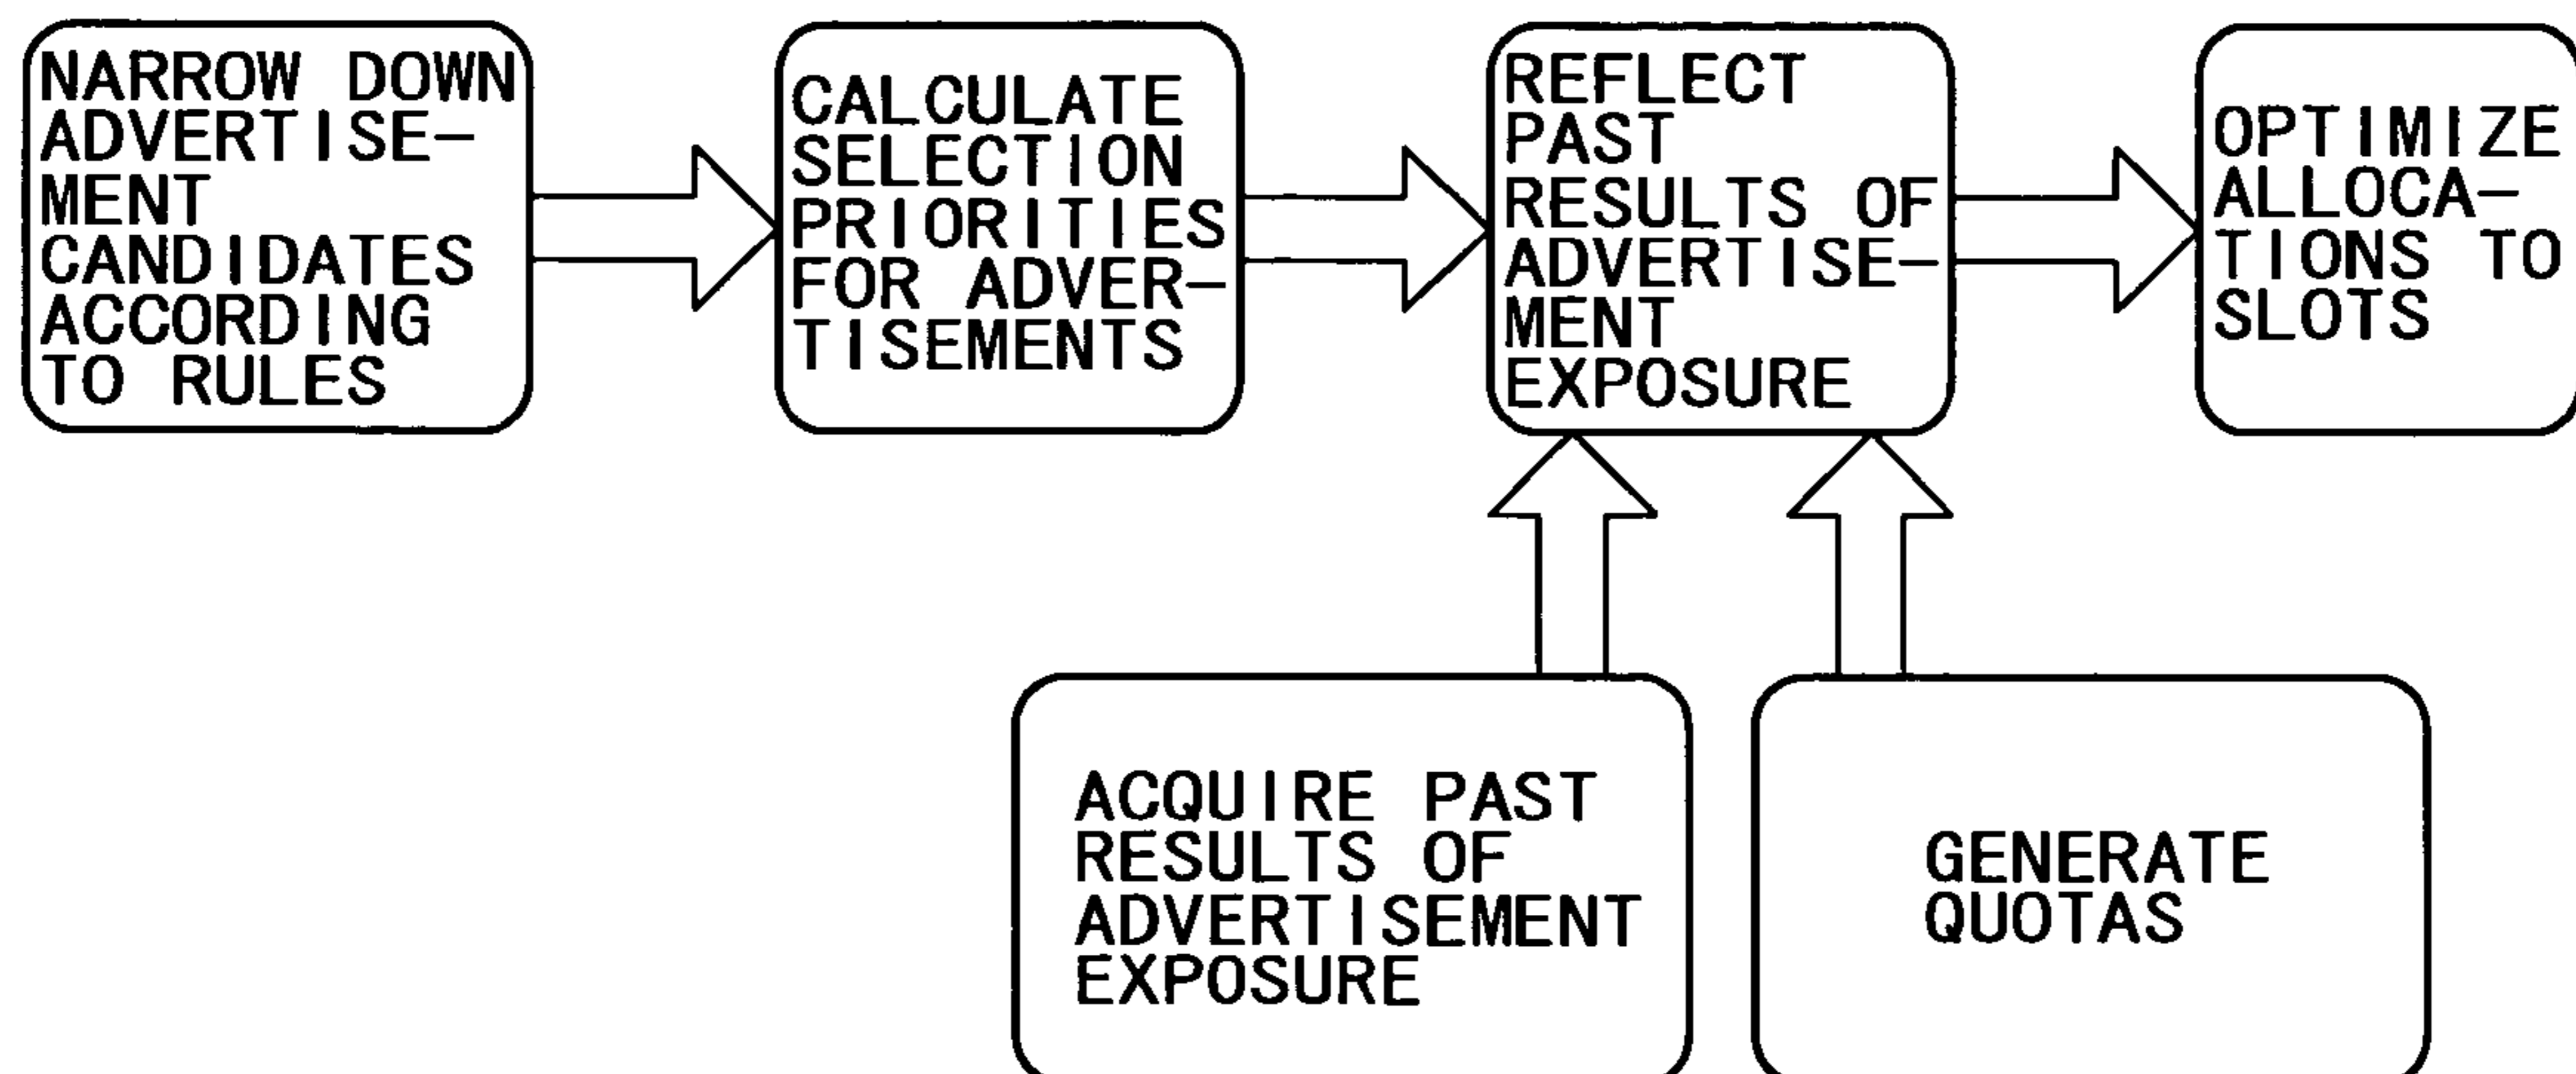 NARROW DOWN
ADVERTISE-
MENT
CANDIDATES
ACCORDING
TO RULES
CALCULATE
SELECTION
PRIORITIES
FOR ADVER-
TISEMENTS
REFLECT
PAST
RESULTS OF
ADVERTISE-
MENT
EXPOSURE
OPTIMIZE
ALLOCA-
TIONS TO
SLOTS
ACQUIRE PAST
RESULTS OF
ADVERTISEMENT
EXPOSURE
GENERATE
QUOTAS